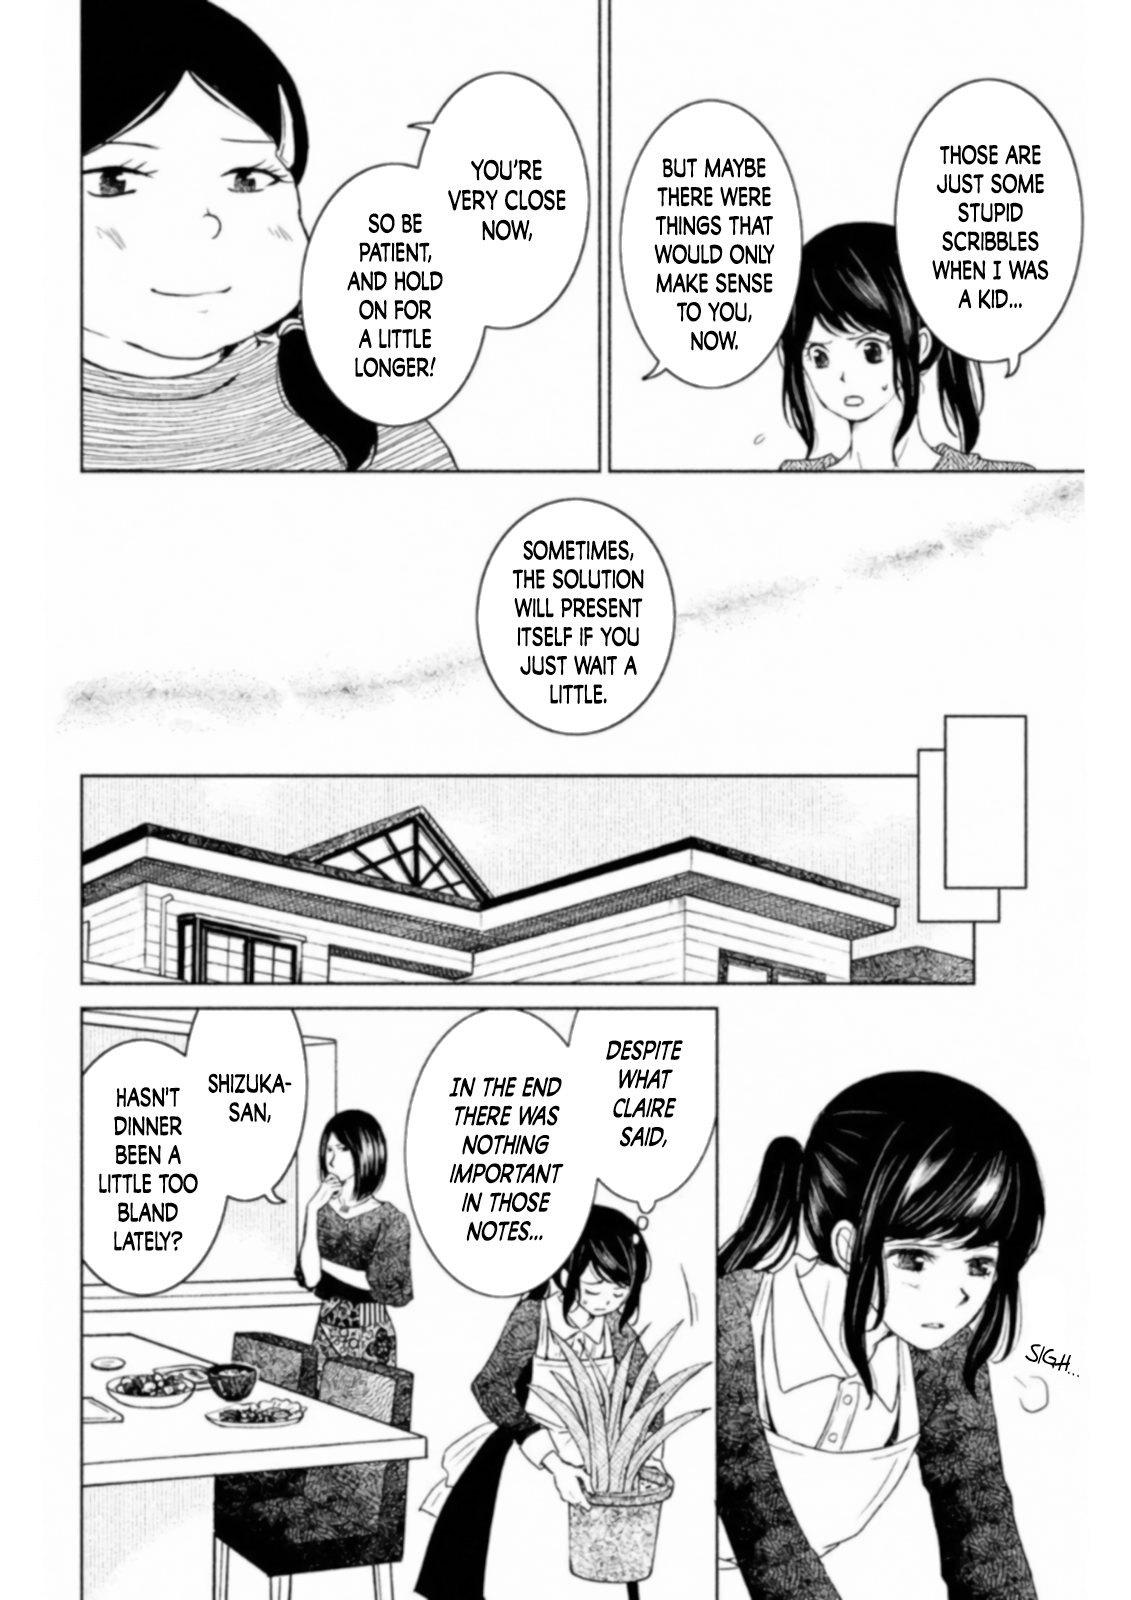 THOSE ARE
JUST SOME
STUPID
SCRIBBLES
WHEN I WAS
A KID...
BUT MAYBE
THERE WERE
THINGS THAT
WOULD ONLY
MAKE SENSE
TO YOU,
NOW.
YOU'RE
VERY CLOSE
NOW,
SO BE
PATIENT,
AND HOLD
ON FOR
A LITTLE
LONGER!
SOMETIMES,
THE SOLUTION
WILL PRESENT
ITSELF IF YOU
JUST WAIT A
LITTLE.
SIGH...
DESPITE
WHAT
CLAIRE
SAID,
IN THE END
THERE WAS
NOTHING
IMPORTANT
IN THOSE
NOTES...
SHIZUKA-
SAN,
HASN'T
DINNER
BEEN A
LITTLE TOO
BLAND
LATELY?